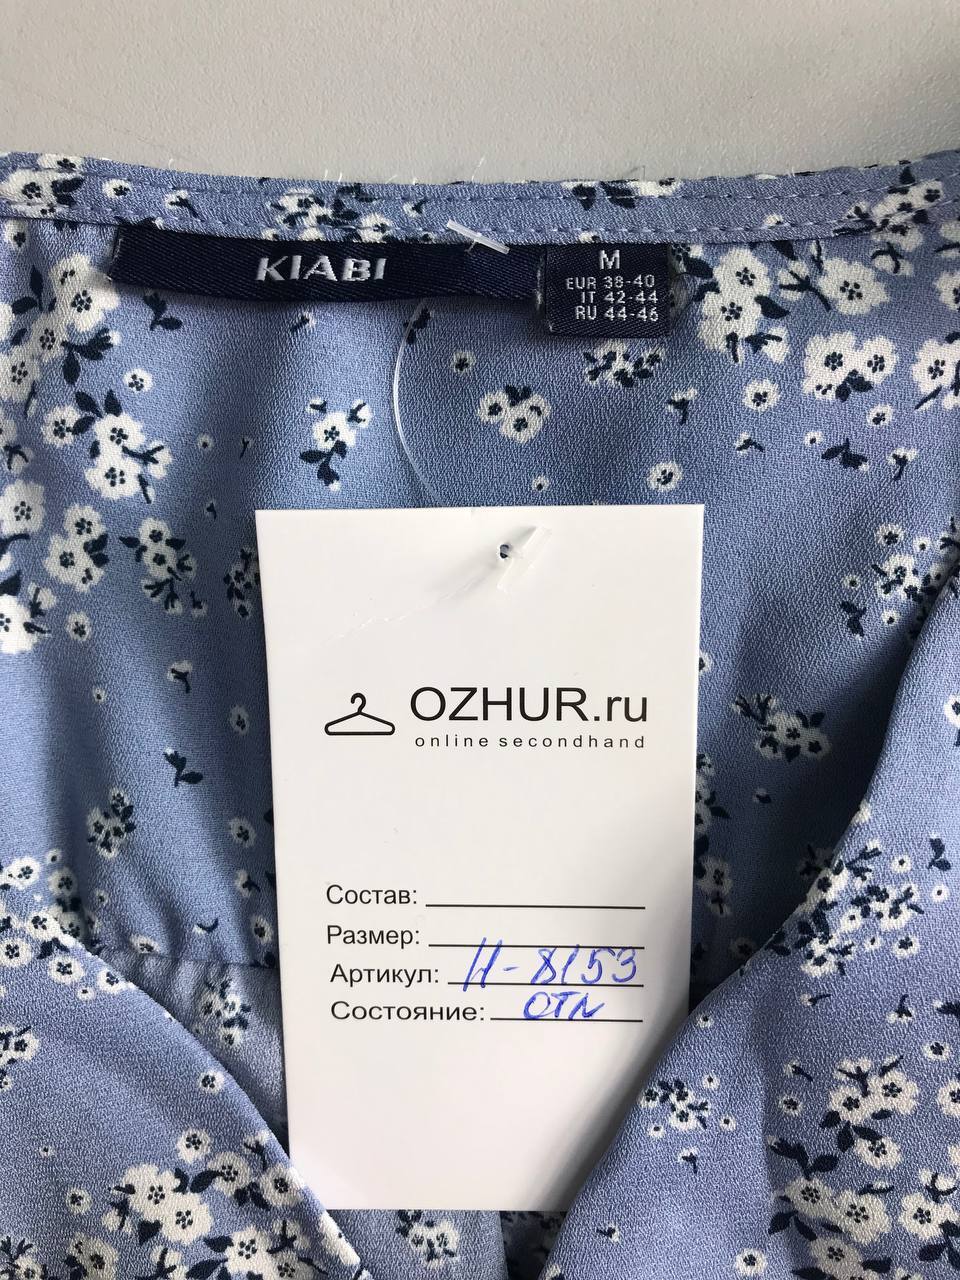 KIABI
M
EUR 38-40
IT 42-44
RU 44-46
OZHUR.ru
online secondhand
Состав:
Размер:
Артикул: Н-8153
Состояние: отл